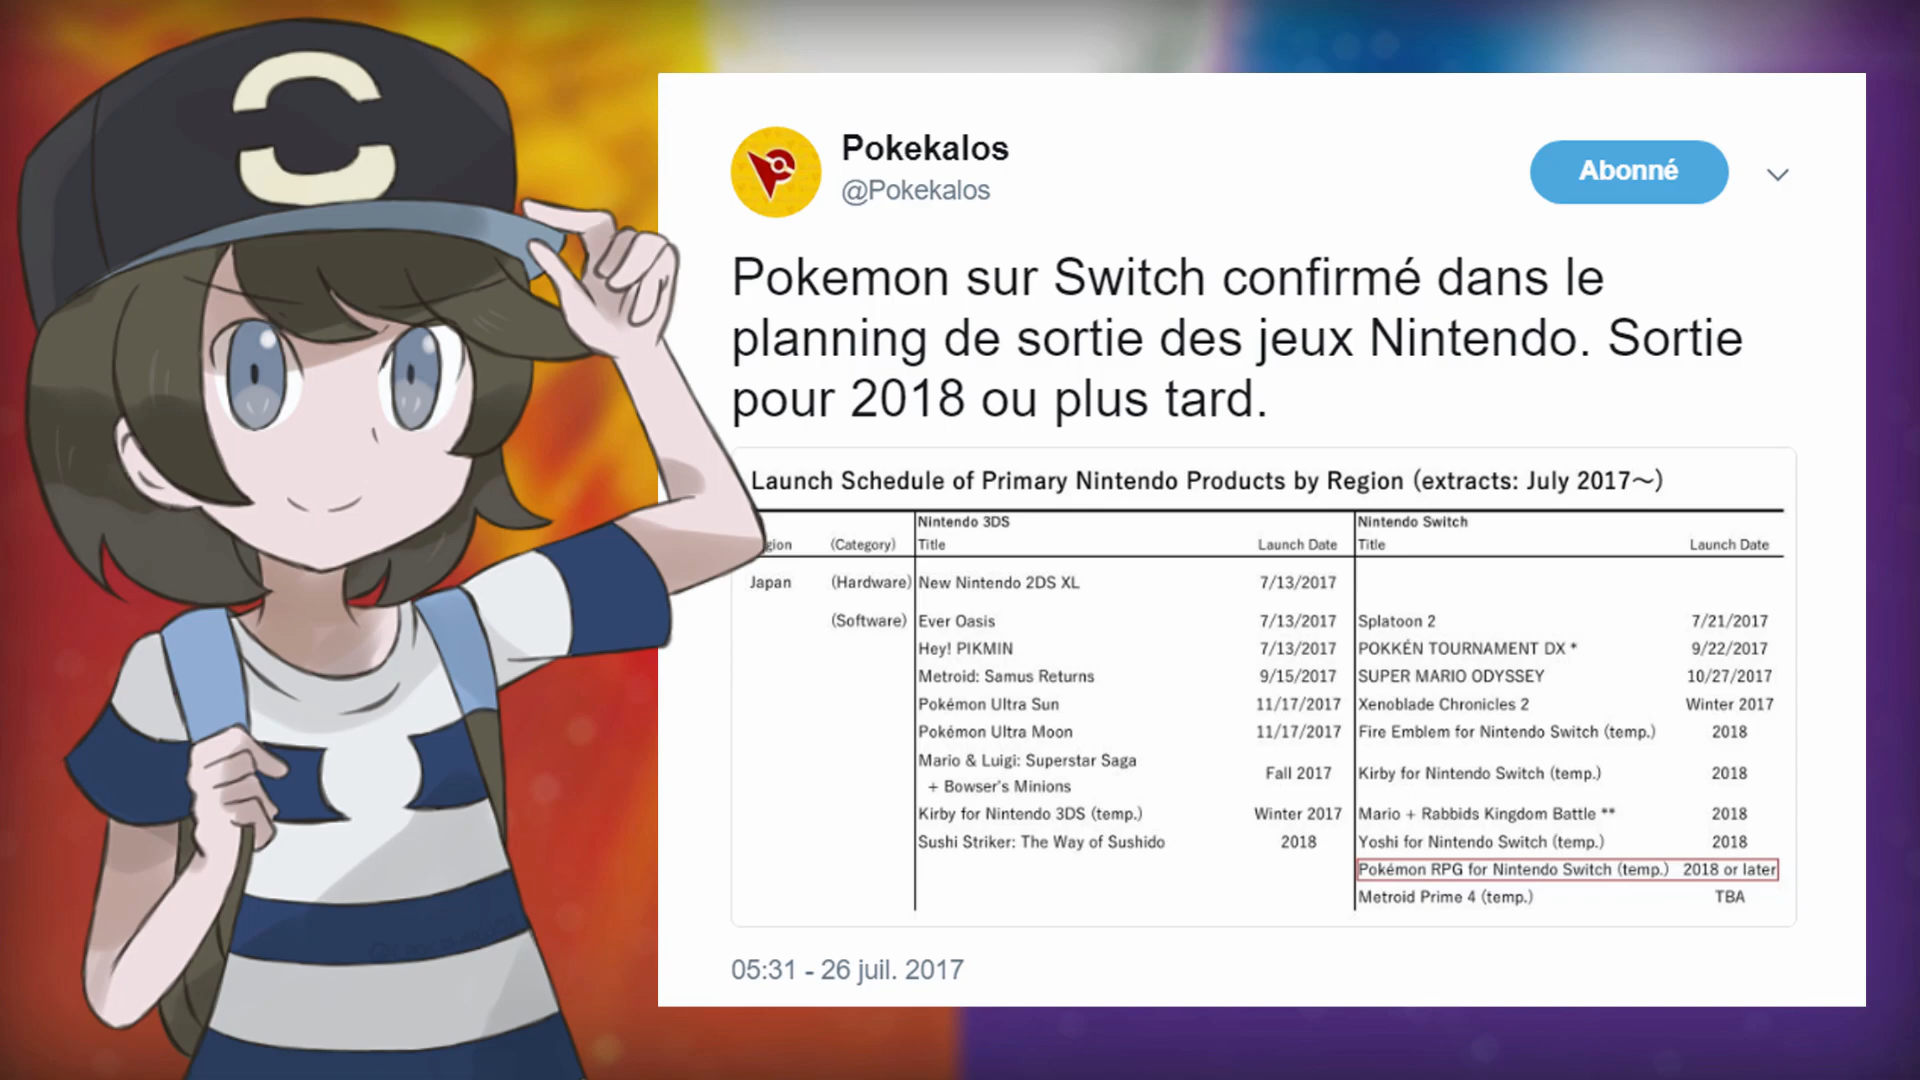 Pokekalos
@Pokekalos
Abonné
Pokemon sur Switch confirmé dans le
planning de sortie des jeux Nintendo. Sortie
pour 2018 ou plus tard.
Launch Schedule of Primary Nintendo Products by Region (extracts: July 2017～)
Nintendo 3DS Nintendo Switch
gion (Category) Title Launch Date Title Launch Date
Japan (Hardware) New Nintendo 2DS XL 7/13/2017
(Software) Ever Oasis 7/13/2017 Splatoon 2 7/21/2017
Hey! PIKMIN 7/13/2017 POKKÉN TOURNAMENT DX * 9/22/2017
Metroid: Samus Returns 9/15/2017 SUPER MARIO ODYSSEY 10/27/2017
Pokémon Ultra Sun 11/17/2017 Xenoblade Chronicles 2 Winter 2017
Pokémon Ultra Moon 11/17/2017 Fire Emblem for Nintendo Switch (temp.) 2018
Mario & Luigi: Superstar Saga
+ Bowser's Minions Fall 2017 Kirby for Nintendo Switch (temp.) 2018
Kirby for Nintendo 3DS (temp.) Winter 2017 Mario + Rabbids Kingdom Battle ** 2018
Sushi Striker: The Way of Sushido 2018 Yoshi for Nintendo Switch (temp.) 2018
Pokémon RPG for Nintendo Switch (temp.) 2018 or later
Metroid Prime 4 (temp.) TBA
05:31 - 26 juil. 2017